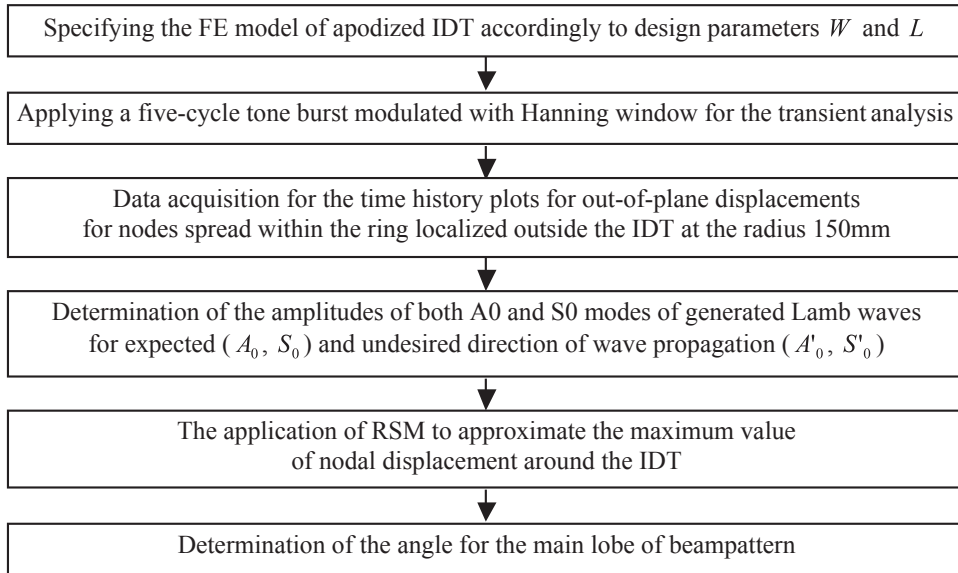 Specifying the FE model of apodized IDT accordingly to design parameters W and L
Applying a five-cycle tone burst modulated with Hanning window for the transient analysis
Data acquisition for the time history plots for out-of-plane displacements
for nodes spread within the ring localized outside the IDT at the radius 150mm
Determination of the amplitudes of both A0 and S0 modes of generated Lamb waves
for expected ( A₀ , S₀ ) and undesired direction of wave propagation ( A'₀ , S'₀ )
The application of RSM to approximate the maximum value
of nodal displacement around the IDT
Determination of the angle for the main lobe of beampattern